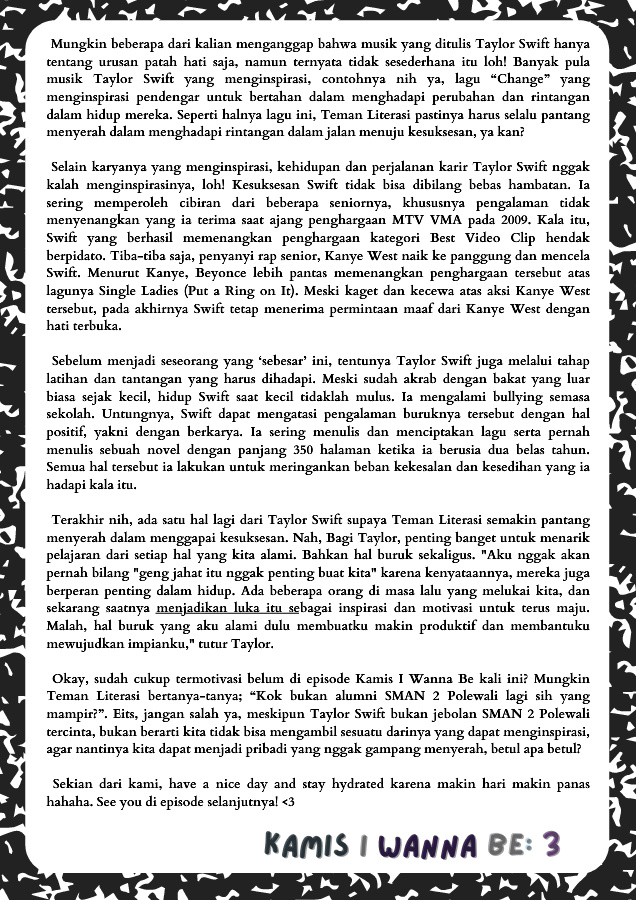 Mungkin beberapa dari kalian menganggap bahwa musik yang ditulis Taylor Swift hanya
tentang urusan patah hati saja, namun ternyata tidak sesederhana itu loh! Banyak pula
musik Taylor Swift yang menginspirasi, contohnya nih ya, lagu “Change” yang
menginspirasi pendengar untuk bertahan dalam menghadapi perubahan dan rintangan
dalam hidup mereka. Seperti halnya lagu ini, Teman Literasi pastinya harus selalu pantang
menyerah dalam menghadapi rintangan dalam jalan menuju kesuksesan, ya kan?
Selain karyanya yang menginspirasi, kehidupan dan perjalanan karir Taylor Swift nggak
kalah menginspirasinya, loh! Kesuksesan Swift tidak bisa dibilang bebas hambatan. Ia
sering memperoleh cibiran dari beberapa seniornya, khususnya pengalaman tidak
menyenangkan yang ia terima saat ajang penghargaan MTV VMA pada 2009. Kala itu,
Swift yang berhasil memenangkan penghargaan kategori Best Video Clip hendak
berpidato. Tiba-tiba saja, penyanyi rap senior, Kanye West naik ke panggung dan mencela
Swift. Menurut Kanye, Beyonce lebih pantas memenangkan penghargaan tersebut atas
lagunya Single Ladies (Put a Ring on It). Meski kaget dan kecewa atas aksi Kanye West
tersebut, pada akhirnya Swift tetap menerima permintaan maaf dari Kanye West dengan
hati terbuka.
Sebelum menjadi seseorang yang ‘sebesar’ ini, tentunya Taylor Swift juga melalui tahap
latihan dan tantangan yang harus dihadapi. Meski sudah akrab dengan bakat yang luar
biasa sejak kecil, hidup Swift saat kecil tidaklah mulus. Ia mengalami bullying semasa
sekolah. Untungnya, Swift dapat mengatasi pengalaman buruknya tersebut dengan hal
positif, yakni dengan berkarya. Ia sering menulis dan menciptakan lagu serta pernah
menulis sebuah novel dengan panjang 350 halaman ketika ia berusia dua belas tahun.
Semua hal tersebut ia lakukan untuk meringankan beban kekesalan dan kesedihan yang ia
hadapi kala itu.
Terakhir nih, ada satu hal lagi dari Taylor Swift supaya Teman Literasi semakin pantang
menyerah dalam menggapai kesuksesan. Nah, Bagi Taylor, penting banget untuk menarik
pelajaran dari setiap hal yang kita alami. Bahkan hal buruk sekaligus. "Aku nggak akan
pernah bilang "geng jahat itu nggak penting buat kita" karena kenyataannya, mereka juga
berperan penting dalam hidup. Ada beberapa orang di masa lalu yang melukai kita, dan
sekarang saatnya menjadikan luka itu sebagai inspirasi dan motivasi untuk terus maju.
Malah, hal buruk yang aku alami dulu membuatku makin produktif dan membantuku
mewujudkan impianku," tutur Taylor.
Okay, sudah cukup termotivasi belum di episode Kamis I Wanna Be kali ini? Mungkin
Teman Literasi bertanya-tanya; “Kok bukan alumni SMAN 2 Polewali lagi sih yang
mampir?”. Eits, jangan salah ya, meskipun Taylor Swift bukan jebolan SMAN 2 Polewali
tercinta, bukan berarti kita tidak bisa mengambil sesuatu darinya yang dapat menginspirasi,
agar nantinya kita dapat menjadi pribadi yang nggak gampang menyerah, betul apa betul?
Sekian dari kami, have a nice day and stay hydrated karena makin hari makin panas
hahaha. See you di episode selanjutnya! <3
KAMIS I WANNA BE: 3